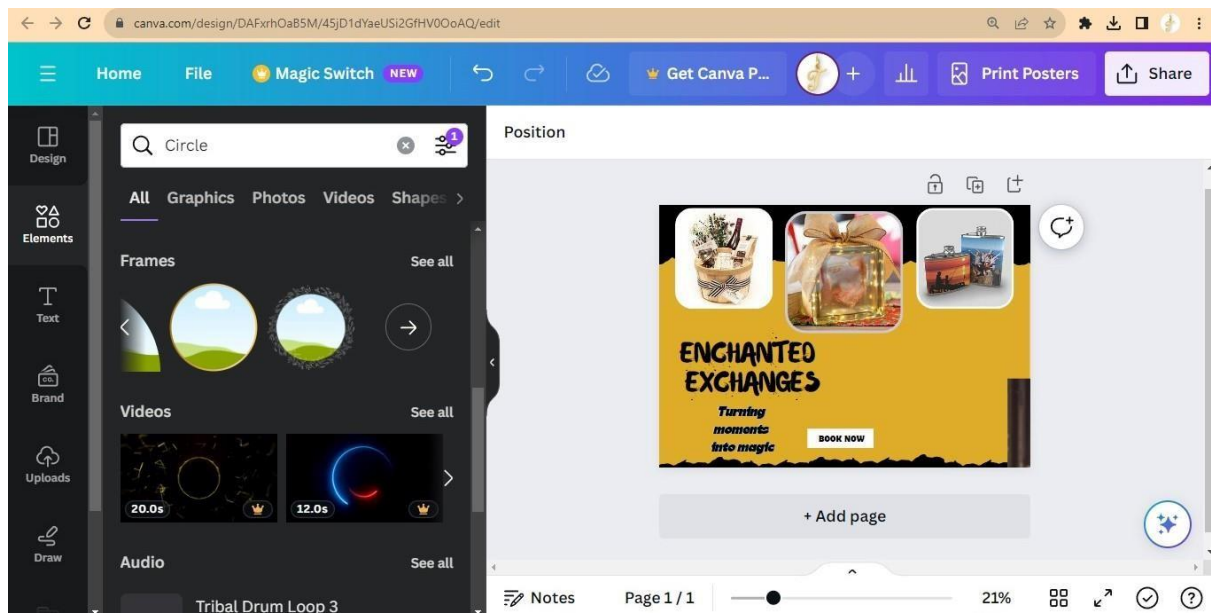 canva.com/design/DAFxrhOaB5M/45jD1dYaeUSi2GfHV0OoAQ/edit
Home File Magic Switch NEW Get Canva P... Print Posters Share
Design
Elements
Text
CO.
Brand
Uploads
Draw
Circle
1
All Graphics Photos Videos Shapes
Frames See all
Videos See all
20.0s 12.0s
Audio See all
Tribal Drum Loop 3
Position
ENCHANTED
EXCHANGES
Turning
moments
into magic
BOOK NOW
+ Add page
Notes Page 1 / 1 21%